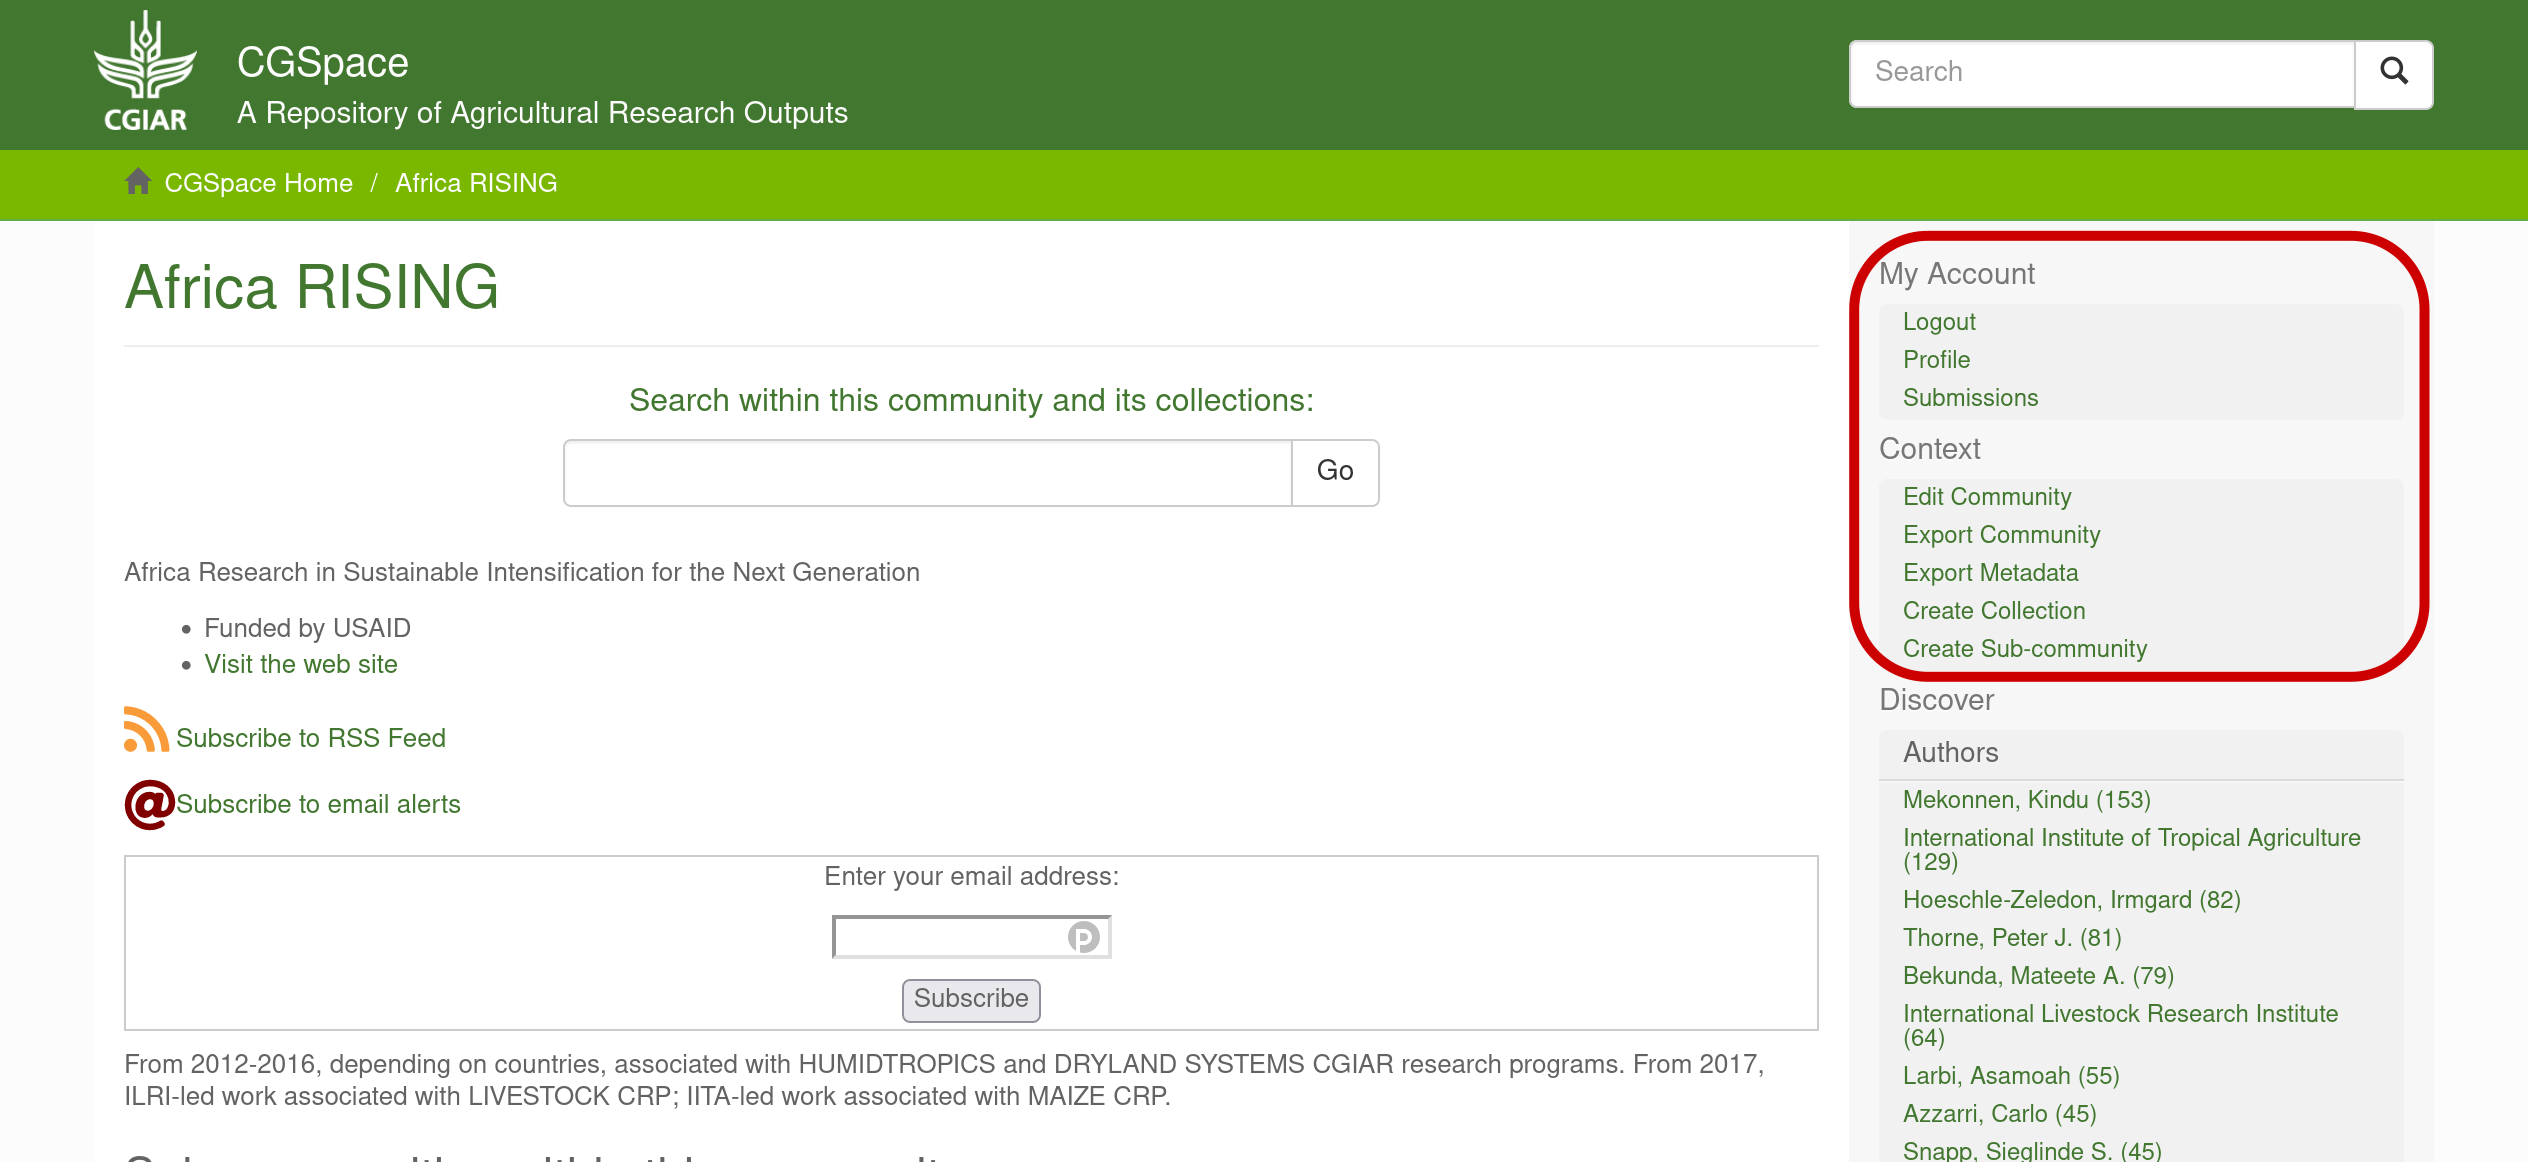 CGIAR
CGSpace
A Repository of Agricultural Research Outputs
Search
CGSpace Home / Africa RISING
Africa RISING
Search within this community and its collections:
Go
Africa Research in Sustainable Intensification for the Next Generation
• Funded by USAID
• Visit the web site
Subscribe to RSS Feed
@Subscribe to email alerts
Enter your email address:
Subscribe
From 2012-2016, depending on countries, associated with HUMIDTROPICS and DRYLAND SYSTEMS CGIAR research programs. From 2017,
ILRI-led work associated with LIVESTOCK CRP; IITA-led work associated with MAIZE CRP.
My Account
Logout
Profile
Submissions
Context
Edit Community
Export Community
Export Metadata
Create Collection
Create Sub-community
Discover
Authors
Mekonnen, Kindu (153)
International Institute of Tropical Agriculture
(129)
Hoeschle-Zeledon, Irmgard (82)
Thorne, Peter J. (81)
Bekunda, Mateete A. (79)
International Livestock Research Institute
(64)
Larbi, Asamoah (55)
Azzarri, Carlo (45)
Snapp, Sieglinde S. (45)